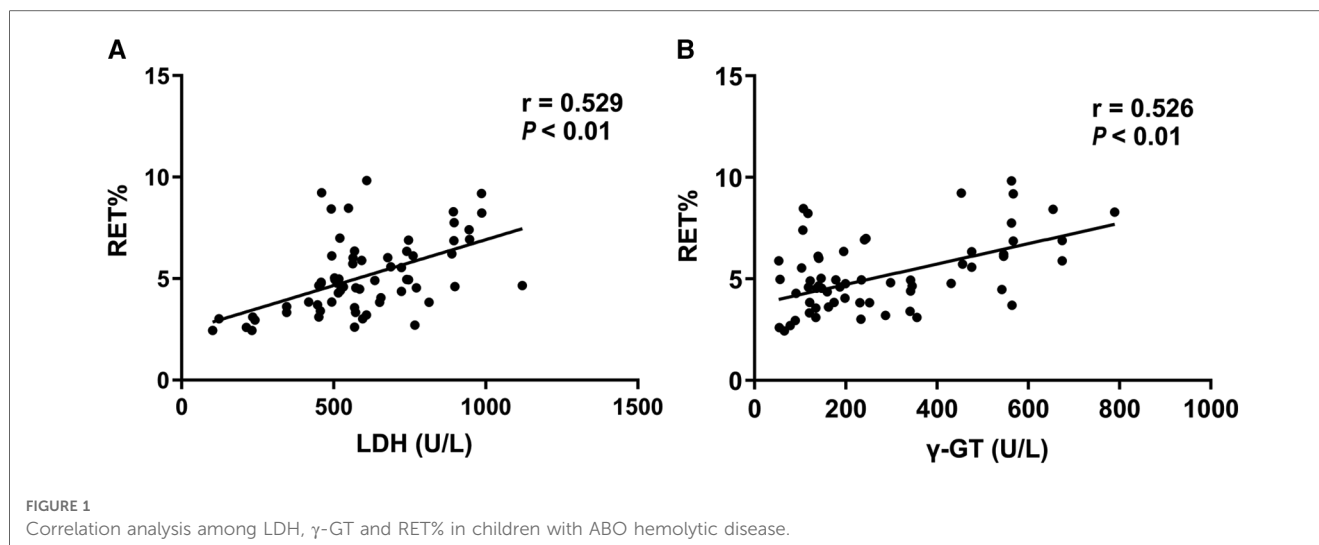 A
B
15
10
5
0
RET%
r = 0.529
P < 0.01
0
500
1000
1500
LDH (U/L)
15
10
5
0
RET%
r = 0.526
P < 0.01
0
200
400
600
800
1000
γ-GT (U/L)
FIGURE 1
Correlation analysis among LDH, γ-GT and RET% in children with ABO hemolytic disease.